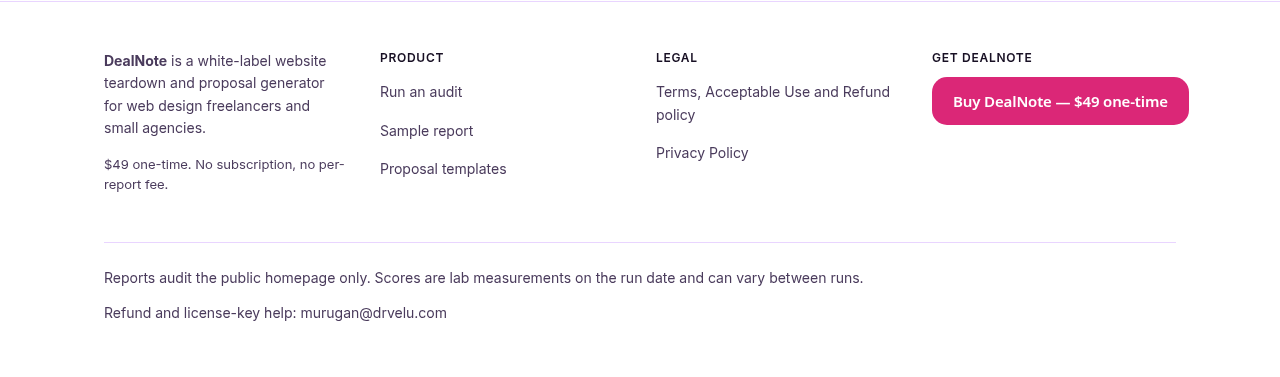 DealNote is a white-label website
teardown and proposal generator
for web design freelancers and
small agencies.
$49 one-time. No subscription, no per-
report fee.
PRODUCT
Run an audit
Sample report
Proposal templates
LEGAL
Terms, Acceptable Use and Refund
policy
Privacy Policy
GET DEALNOTE
Buy DealNote — $49 one-time
Reports audit the public homepage only. Scores are lab measurements on the run date and can vary between runs.
Refund and license-key help: murugan@drvelu.com